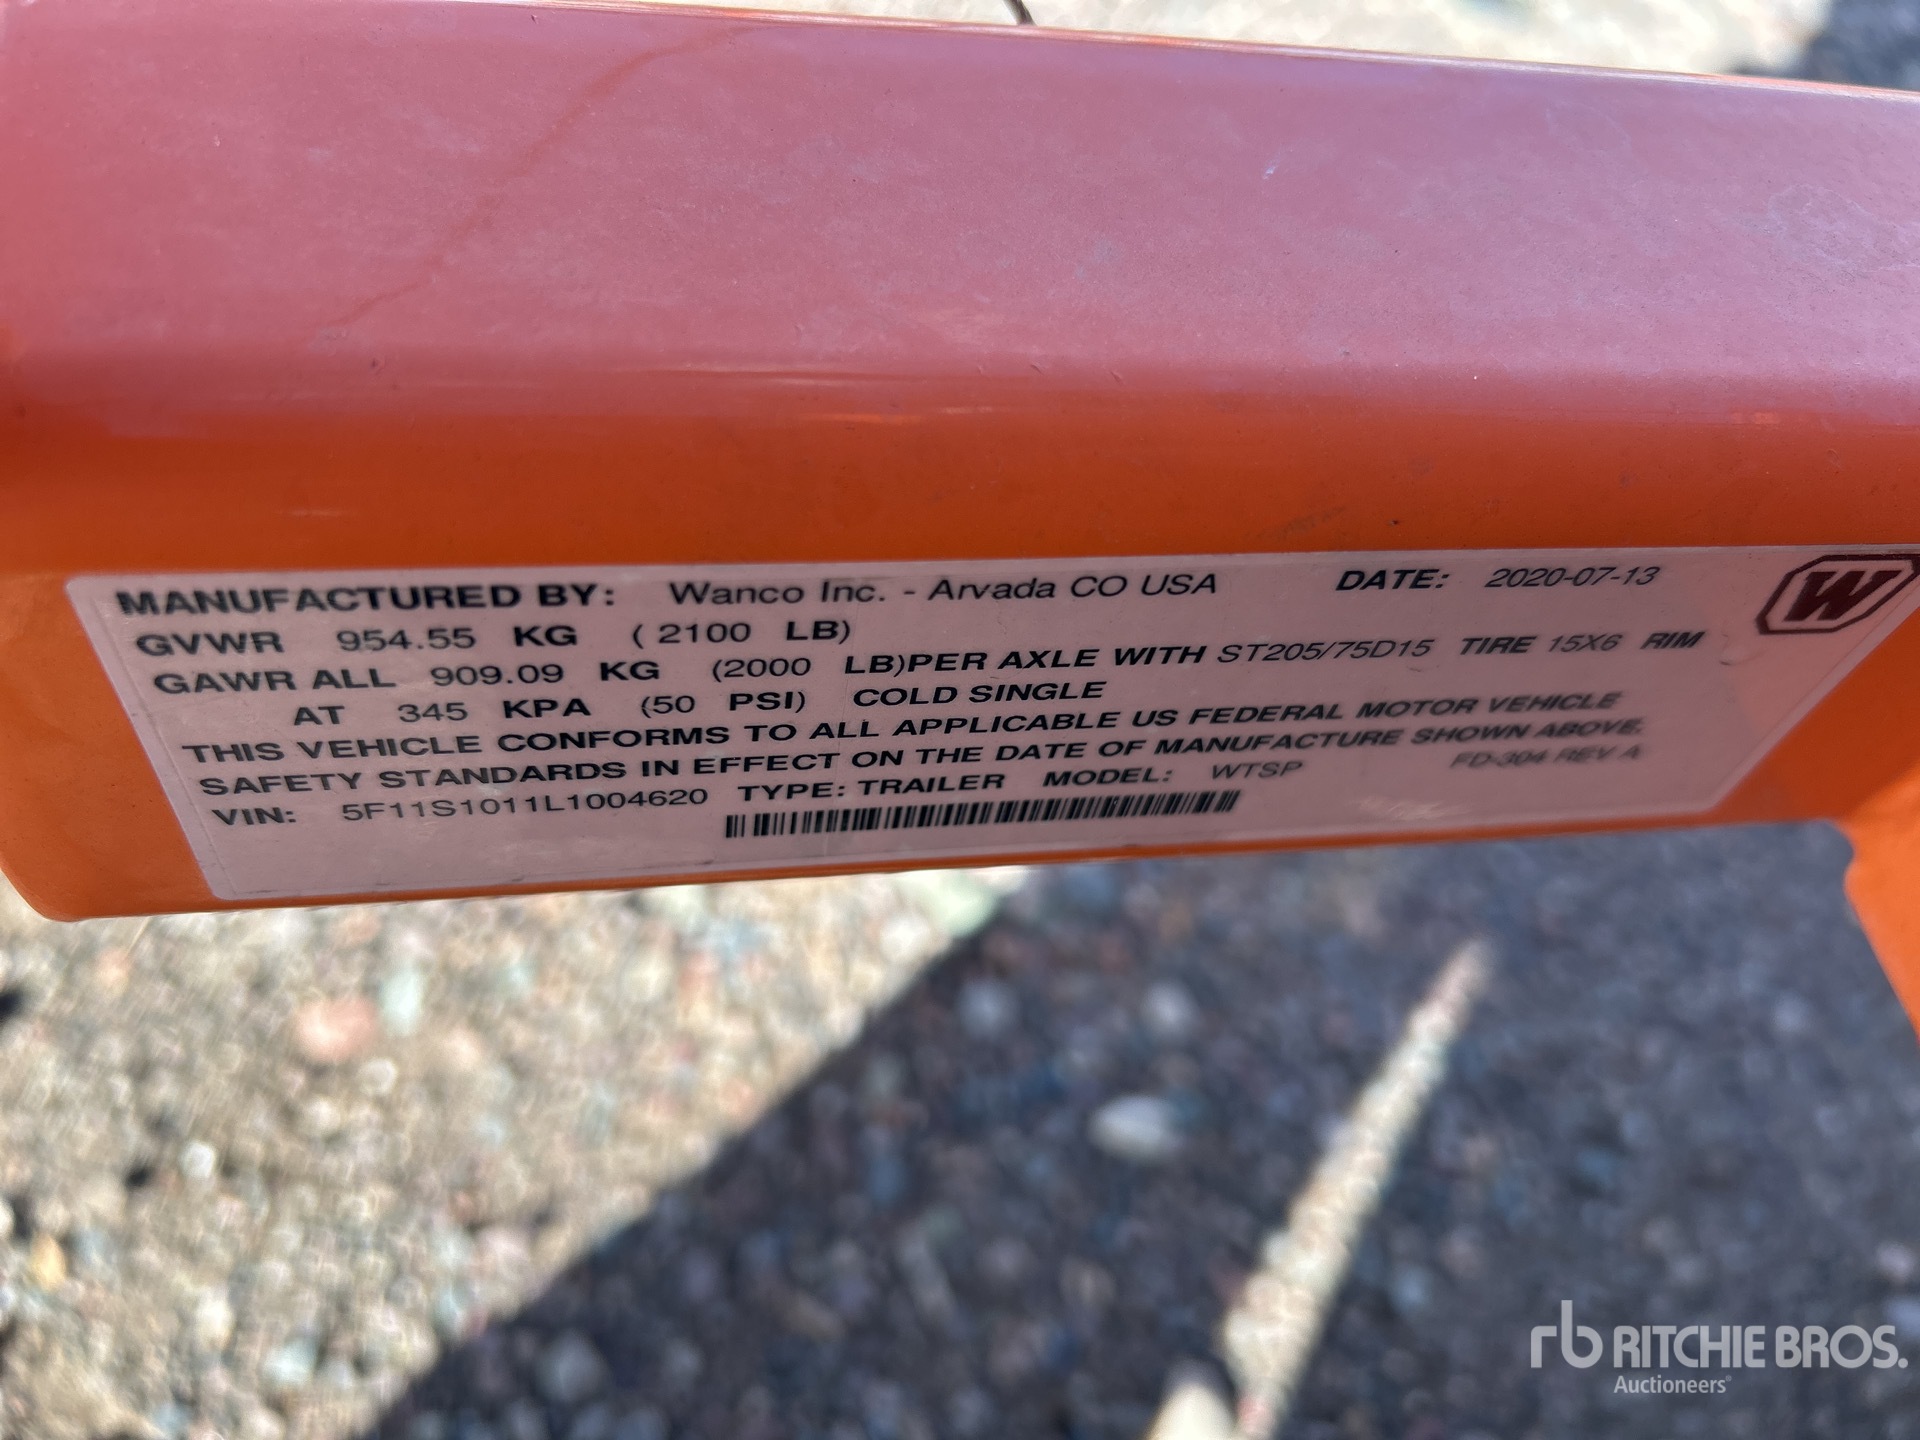 MANUFACTURED BY: Wanco Inc. - Arvada CO USA DATE: 2020-07-13
W
GVWR 954.55 KG (2100 LB)
GAWR ALL 909.09 KG (2000 LB)PER AXLE WITH ST205/75D15 TIRE 15X6 RIM
AT 345 KPA (50 PSI) COLD SINGLE
THIS VEHICLE CONFORMS TO ALL APPLICABLE US FEDERAL MOTOR VEHICLE
SAFETY STANDARDS IN EFFECT ON THE DATE OF MANUFACTURE SHOWN ABOVE.
VIN: 5F11S1011L1004620 TYPE: TRAILER MODEL: WTSP FD-304 REV A
rb RITCHIE BROS.
Auctioneers